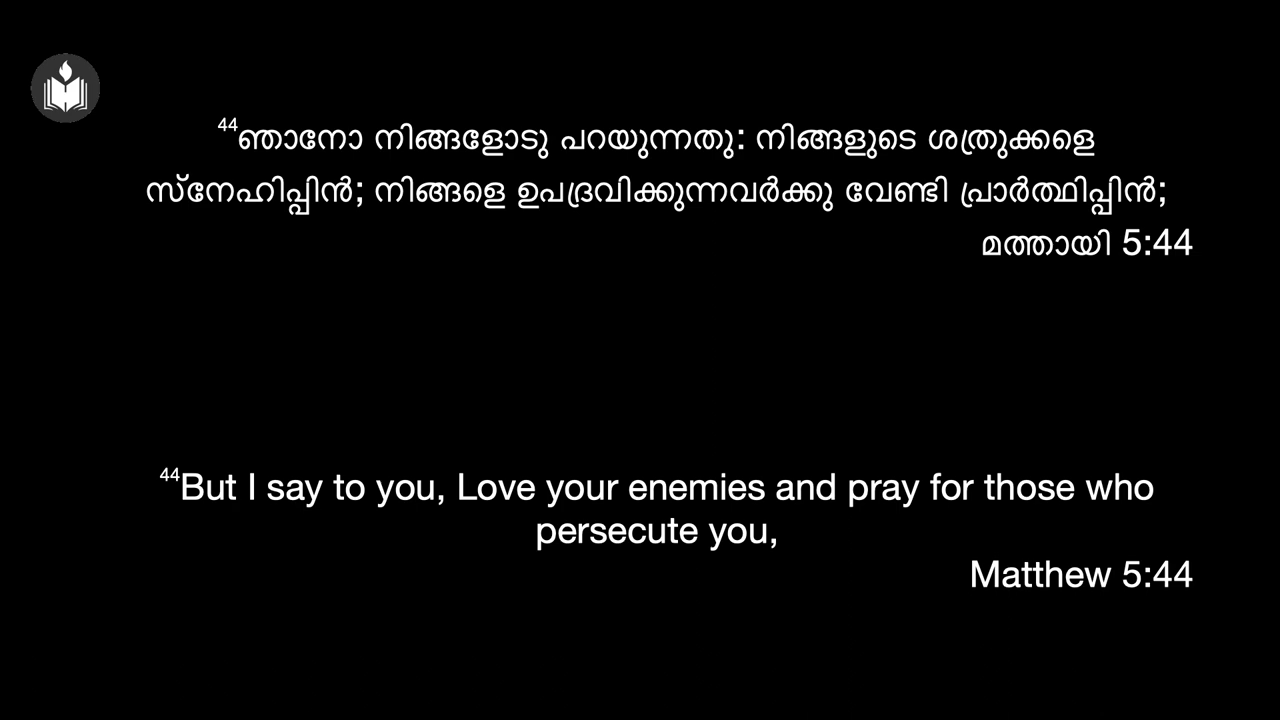 44ഞാനോ നിങ്ങളോടു പറയുന്നതു: നിങ്ങളുടെ ശത്രുക്കളെ
സ്നേഹിപ്പിൻ; നിങ്ങളെ ഉപദ്രവിക്കുന്നവർക്കു വേണ്ടി പ്രാർത്ഥിപ്പിൻ;
മത്തായി 5:44
44But I say to you, Love your enemies and pray for those who
persecute you,
Matthew 5:44